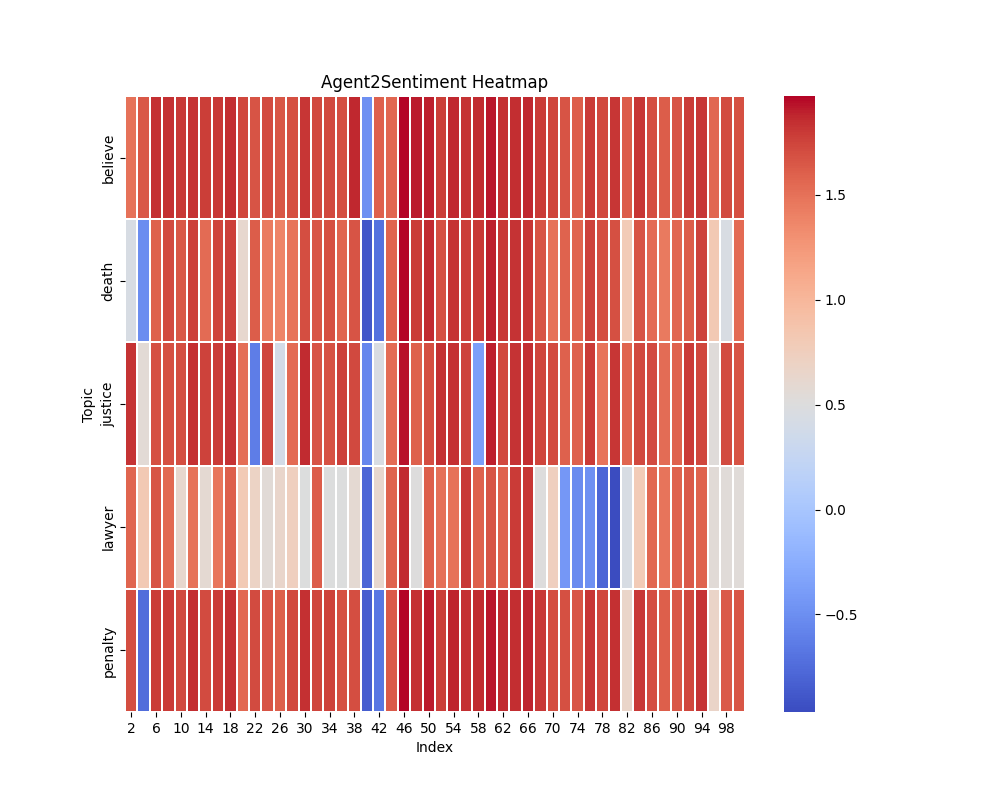 Agent2Sentiment Heatmap
believe
death
justice
lawyer
penalty
Topic
2 6 10 14 18 22 26 30 34 38 42 46 50 54 58 62 66 70 74 78 82 86 90 94 98
Index
1.5
1.0
0.5
0.0
−0.5